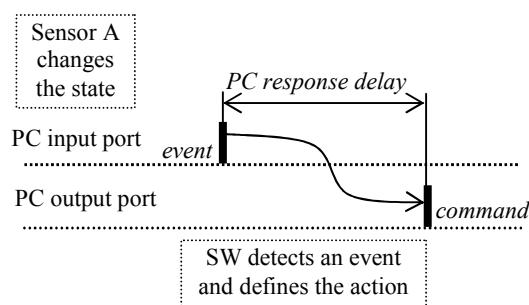 Sensor A
changes
the state
PC response delay
PC input port
event
PC output port
command
SW detects an event
and defines the action